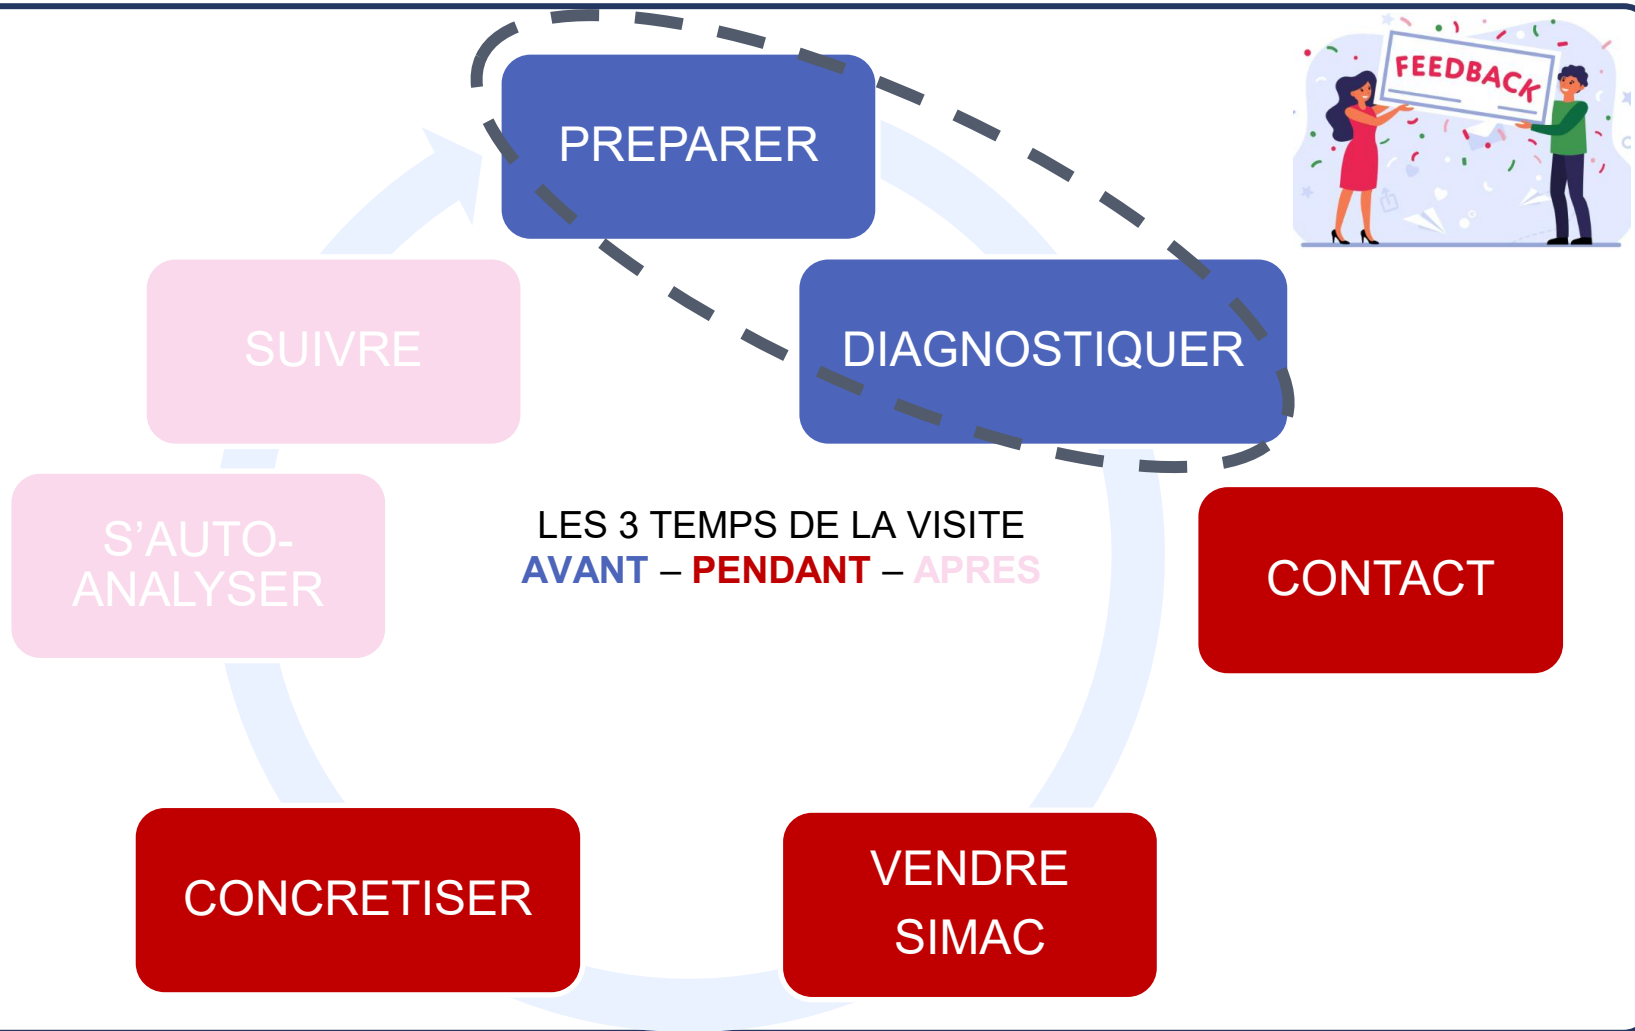 FEEDBACK
PREPARER
DIAGNOSTIQUER
SUIVRE
S’AUTO-
ANALYSER
LES 3 TEMPS DE LA VISITE
AVANT – PENDANT – APRES
CONTACT
CONCRETISER
VENDRE
SIMAC